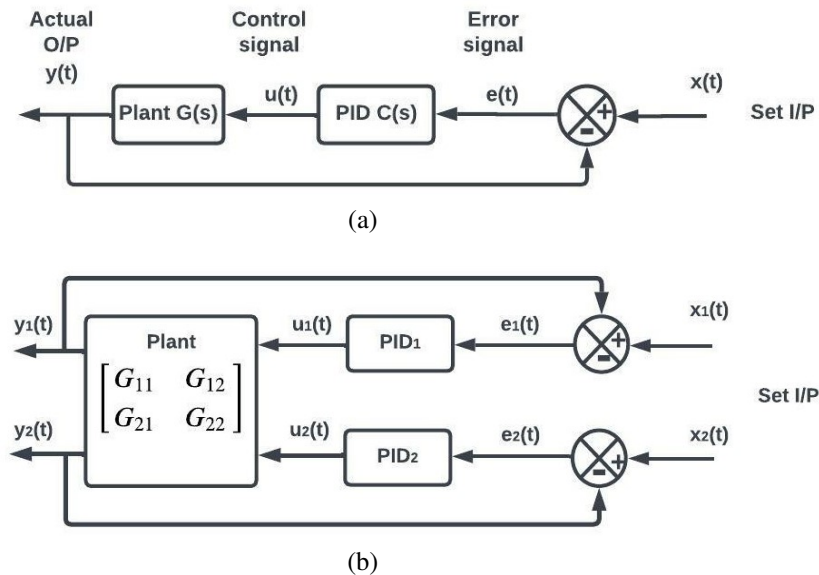 Actual
O/P
y(t)
Control
signal
Error
signal
Plant G(s)
u(t)
PID C(s)
e(t)
+
-
x(t)
Set I/P
(a)
y1(t)
Plant
u1(t)
PID1
e1(t)
+
-
x1(t)
G11 G12
G21 G22
Set I/P
y2(t)
u2(t)
PID2
e2(t)
+
-
x2(t)
(b)